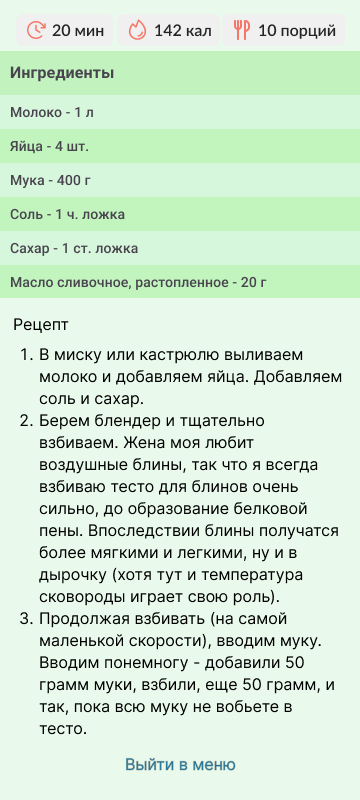 20 мин
142 кал
10 порций
Ингредиенты
Молоко - 1 л
Яйца - 4 шт.
Мука - 400 г
Соль - 1 ч. ложка
Сахар - 1 ст. ложка
Масло сливочное, растопленное - 20 г
Рецепт
1. В миску или кастрюлю выливаем
молоко и добавляем яйца. Добавляем
соль и сахар.
2. Берем блендер и тщательно
взбиваем. Жена моя любит
воздушные блины, так что я всегда
взбиваю тесто для блинов очень
сильно, до образование белковой
пены. Впоследствии блины получатся
более мягкими и легкими, ну и в
дырочку (хотя тут и температура
сковороды играет свою роль).
3. Продолжая взбивать (на самой
маленькой скорости), вводим муку.
Вводим понемногу - добавили 50
грамм муки, взбили, еще 50 грамм, и
так, пока всю муку не вобьете в
тесто.
Выйти в меню